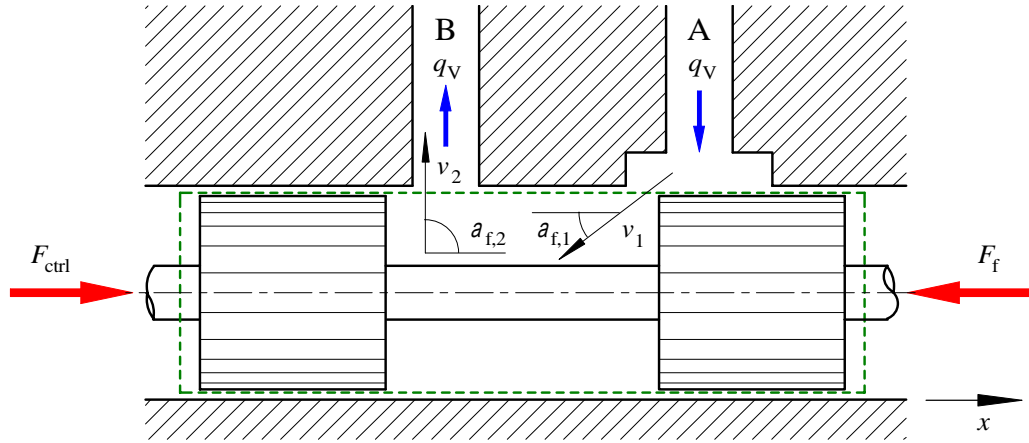 B
A
q_V
q_V
v_2
a_f,2
a_f,1
v_1
F_ctrl
F_f
x